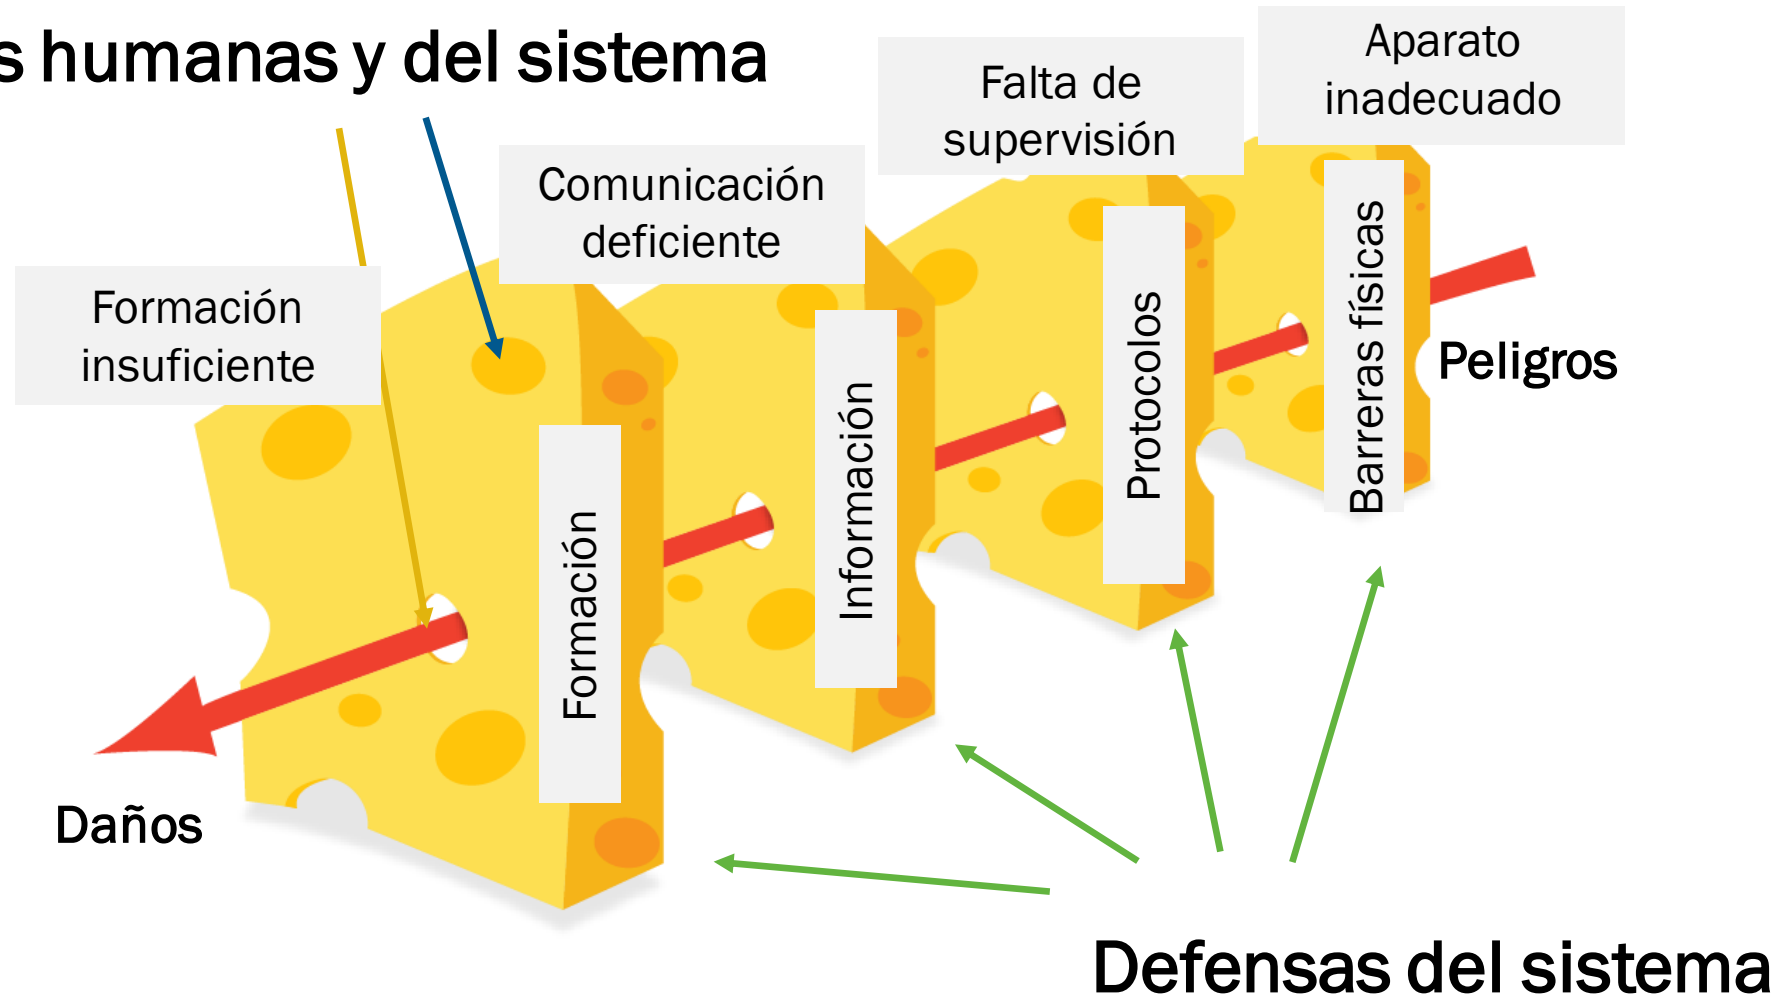 s humanas y del sistema
Aparato
inadecuado
Falta de
supervisión
Comunicación
deficiente
Formación
insuficiente
Barreras físicas
Protocolos
Información
Formación
Peligros
Daños
Defensas del sistema